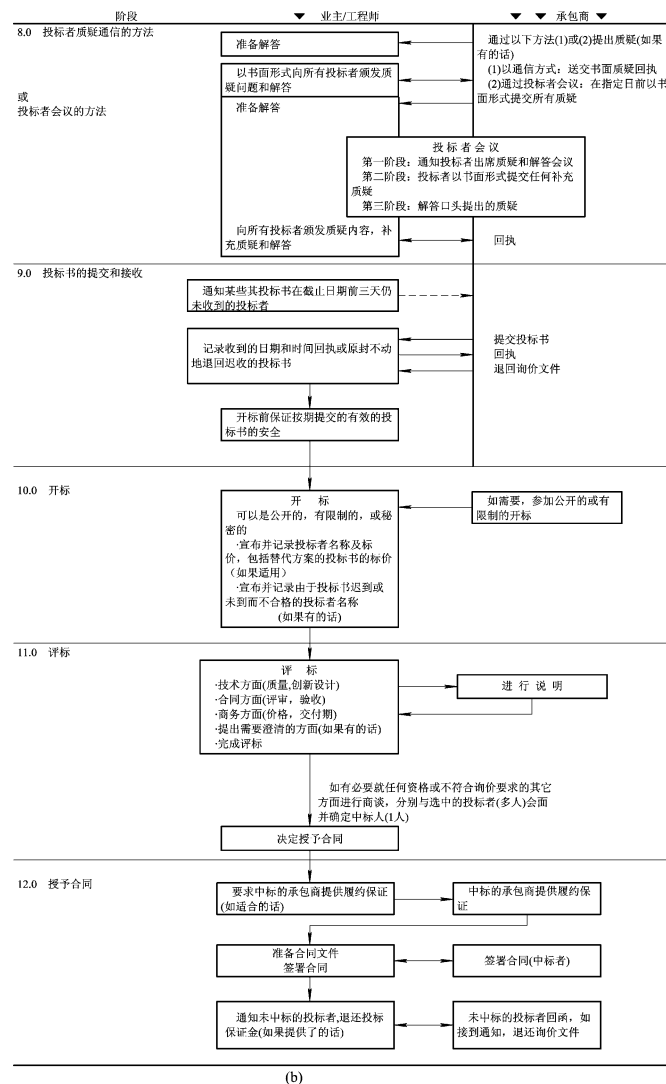 阶段
业主/工程师
承包商
8.0 投标者质疑通信的方法
或
投标者会议的方法
准备解答
通过以下方法(1)或(2)提出质疑(如果
有的话)
(1)以通信方式：送交书面质疑回执
(2)通过投标者会议：在指定日前以书
面形式提交所有质疑
以书面形式向所有投标者颁发质
疑问题和解答
准备解答
投标者会议
第一阶段：通知投标者出席质疑和解答会议
第二阶段：投标者以书面形式提交任何补充
质疑
第三阶段：解答口头提出的质疑
向所有投标者颁发质疑内容，补
充质疑和解答
回执
9.0 投标书的提交和接收
通知某些其投标书在截止日期前三天仍
未收到的投标者
记录收到的日期和时间回执或原封不动
地退回迟收的投标书
提交投标书
回执
退回询价文件
开标前保证按期提交的有效的投
标书的安全
10.0 开标
开 标
可以是公开的，有限制的，或秘
密的
·宣布并记录投标者名称及标
价，包括替代方案的投标书的标价
(如果适用)
·宣布并记录由于投标书迟到或
未到而不合格的投标者名称
(如果有的话)
如需要，参加公开的或有
限制的开标
11.0 评标
评 标
·技术方面(质量,创新设计)
·合同方面(评审，验收)
·商务方面(价格，交付期)
·提出需要澄清的方面(如果有的话)
·完成评标
进行说明
如有必要就任何资格或不符合询价要求的其它
方面进行商谈，分别与选中的投标者(多人)会面
并确定中标人(1人)
决定授予合同
12.0 授予合同
要求中标的承包商提供履约保证
(如适合的话)
中标的承包商提供履约保
证
准备合同文件
签署合同
签署合同(中标者)
通知未中标的投标者,退还投标
保证金(如果提供了的话)
未中标的投标者回函，如
接到通知，退还询价文件
(b)